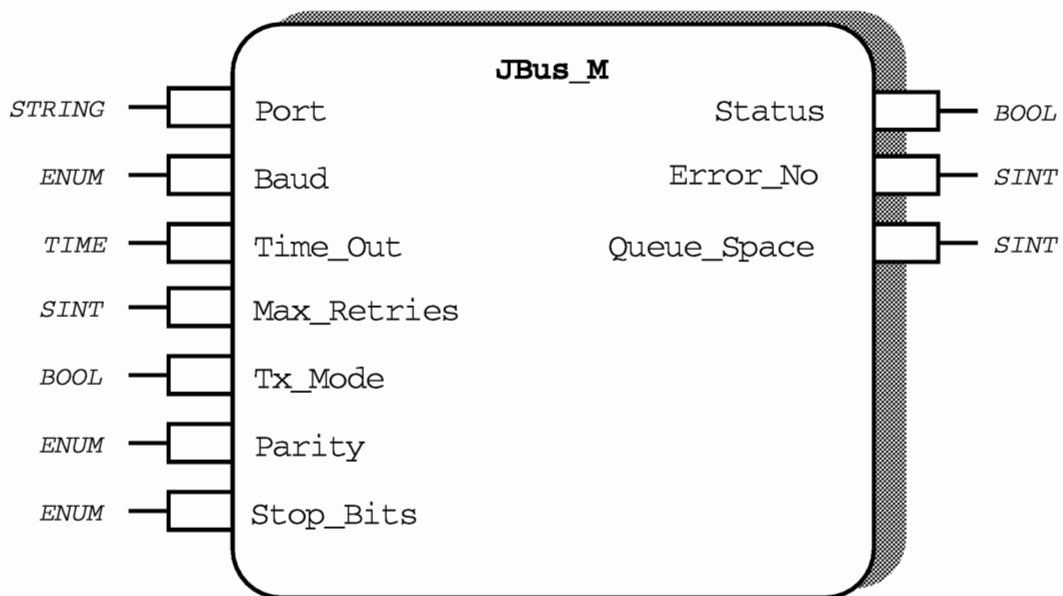 JBus_M
STRING Port Status BOOL
ENUM Baud Error_No SINT
TIME Time_Out Queue_Space SINT
SINT Max_Retries
BOOL Tx_Mode
ENUM Parity
ENUM Stop_Bits